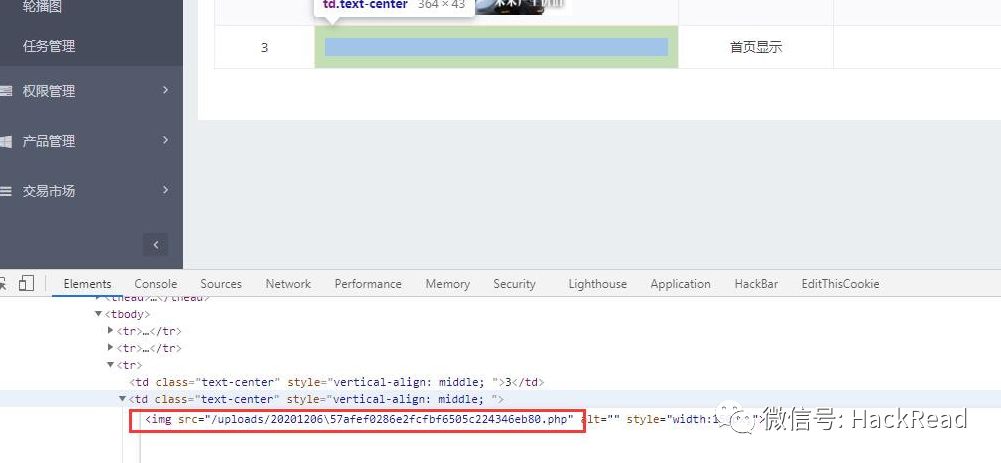 轮播图
td.text-center 364 × 43
任务管理
3 首页显示
权限管理
产品管理
交易市场
Elements Console Sources Network Performance Memory Security Lighthouse Application HackBar EditThisCookie
▶<thead>…</thead>
▼<tbody>
▶<tr>…</tr>
▶<tr>…</tr>
▼<tr>
<td class="text-center" style="vertical-align: middle; ">3</td>
▼<td class="text-center" style="vertical-align: middle; ">
<img src="/uploads/20201206\57afef0286e2fcfbf6505c224346eb80.php" alt="" style="width:
微信号: HackRead